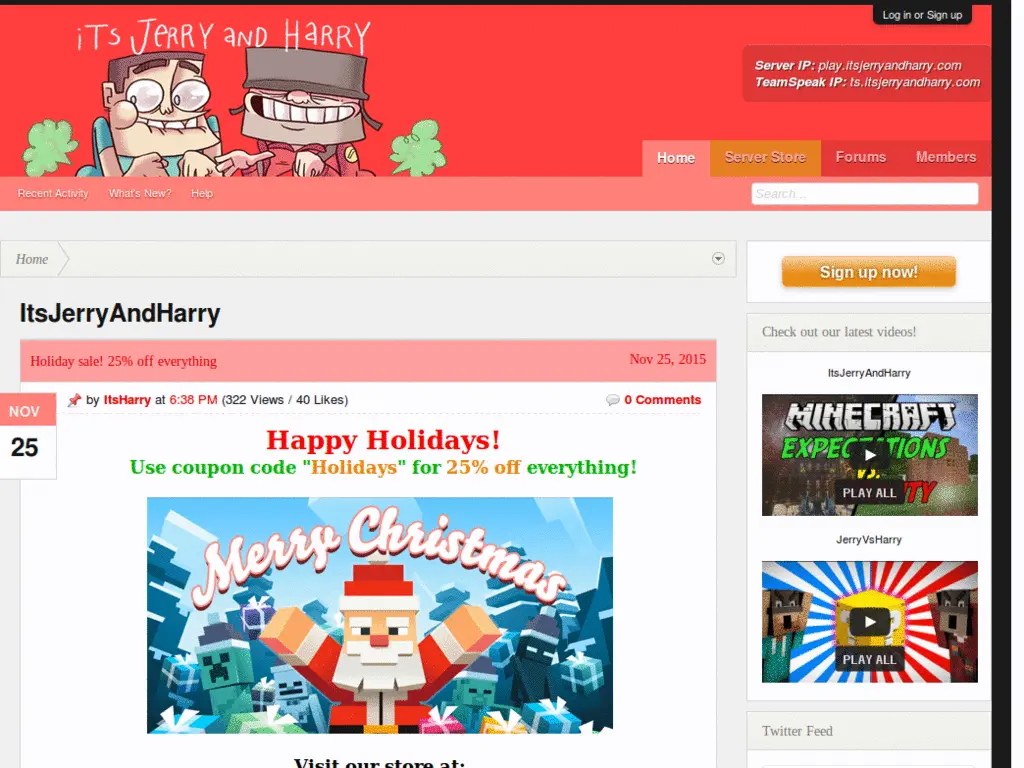 Log in or Sign up
iTs JERRY AND HARRY
Server IP: play.itsjerryandharry.com
TeamSpeak IP: ts.itsjerryandharry.com
Home Server Store Forums Members
Recent Activity What's New? Help
Search...
Home
Sign up now!
ItsJerryAndHarry
Check out our latest videos!
Holiday sale! 25% off everything Nov 25, 2015
ItsJerryAndHarry
NOV
25
by ItsHarry at 6:38 PM (322 Views / 40 Likes) 0 Comments
Happy Holidays!
Use coupon code "Holidays" for 25% off everything!
Merry Christmas
MINECRAFT
PLAY ALL
JerryVsHarry
PLAY ALL
Twitter Feed
Visit our store at: